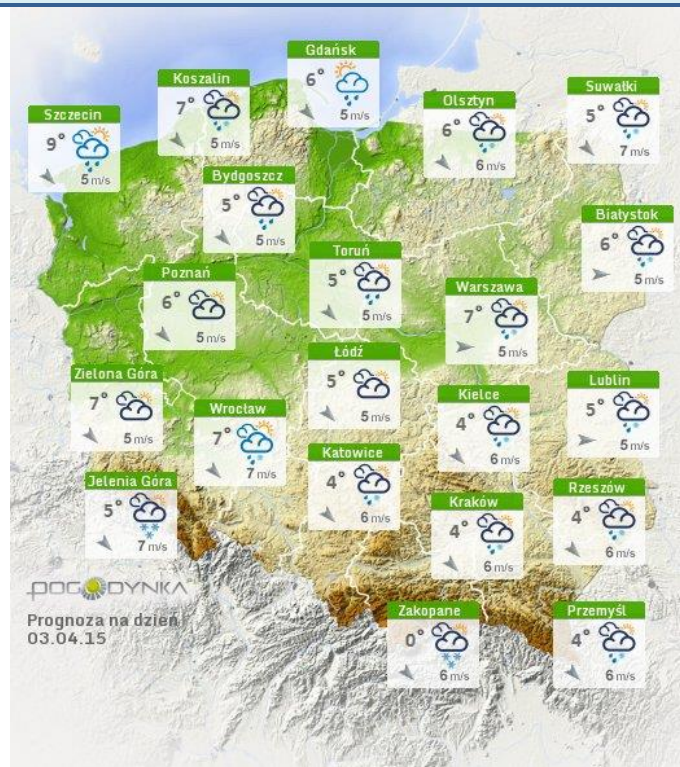 Gdańsk
6°
5 m/s
Koszalin
7°
5 m/s
Suwałki
5°
7 m/s
Olsztyn
6°
6 m/s
Szczecin
9°
5 m/s
Bydgoszcz
5°
5 m/s
Białystok
6°
5 m/s
Toruń
5°
5 m/s
Poznań
6°
5 m/s
Warszawa
7°
5 m/s
Łódź
5°
5 m/s
Zielona Góra
7°
5 m/s
Lublin
5°
5 m/s
Kielce
4°
6 m/s
Wrocław
7°
7 m/s
Katowice
4°
6 m/s
Jelenia Góra
5°
7 m/s
Rzeszów
4°
6 m/s
Kraków
4°
6 m/s
POGODYNKA
Prognoza na dzień
03.04.15
Zakopane
0°
6 m/s
Przemyśl
4°
6 m/s